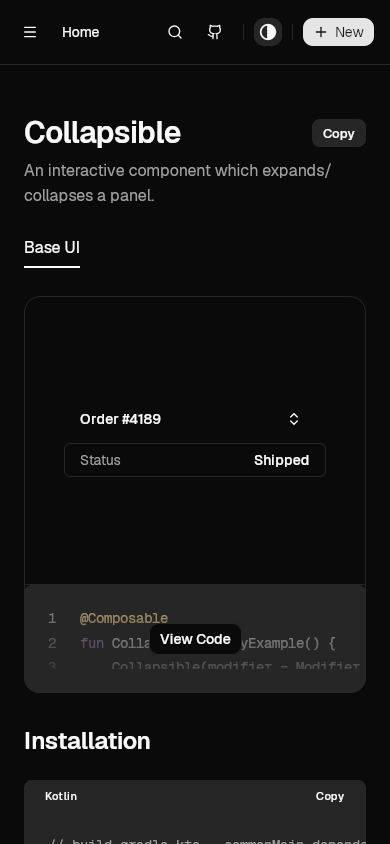 Home
New
Collapsible
Copy
An interactive component which expands/
collapses a panel.
Base UI
Order #4189
Status Shipped
1 @Composable
2 fun Colla yExample() {
View Code
3 Collapsible(modifier = Modifier
Installation
Kotlin Copy